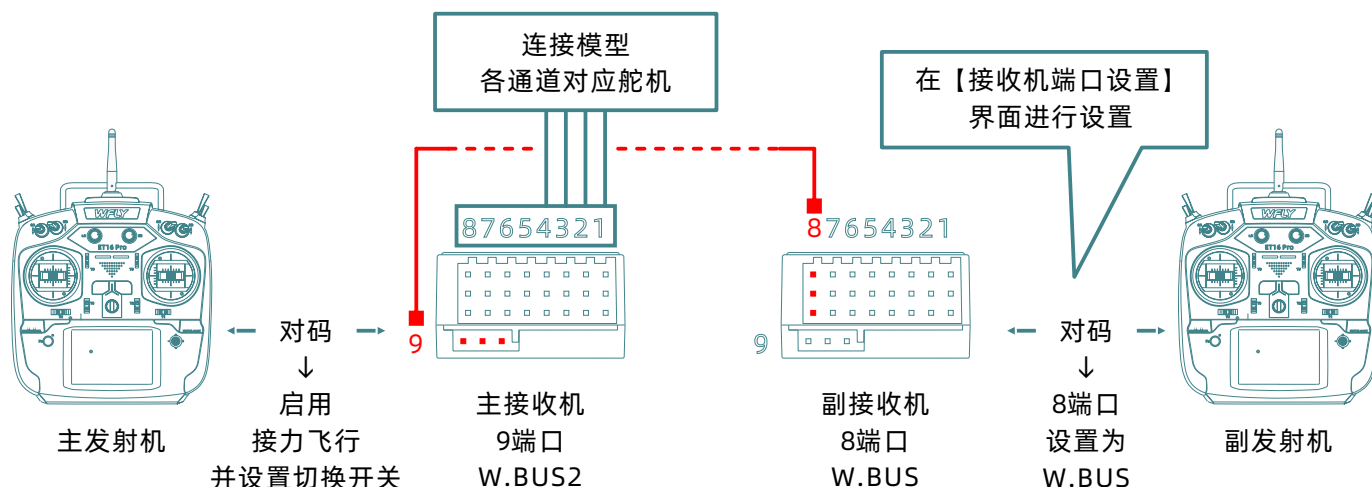 连接模型
各通道对应舵机
在【接收机端口设置】
界面进行设置
WFLY
ET16 Pro
87654321
87654321
WFLY
ET16 Pro
9
9
对码
↓
启用
接力飞行
并设置切换开关
对码
↓
8端口
设置为
W.BUS
主发射机
主接收机
9端口
W.BUS2
副接收机
8端口
W.BUS
副发射机